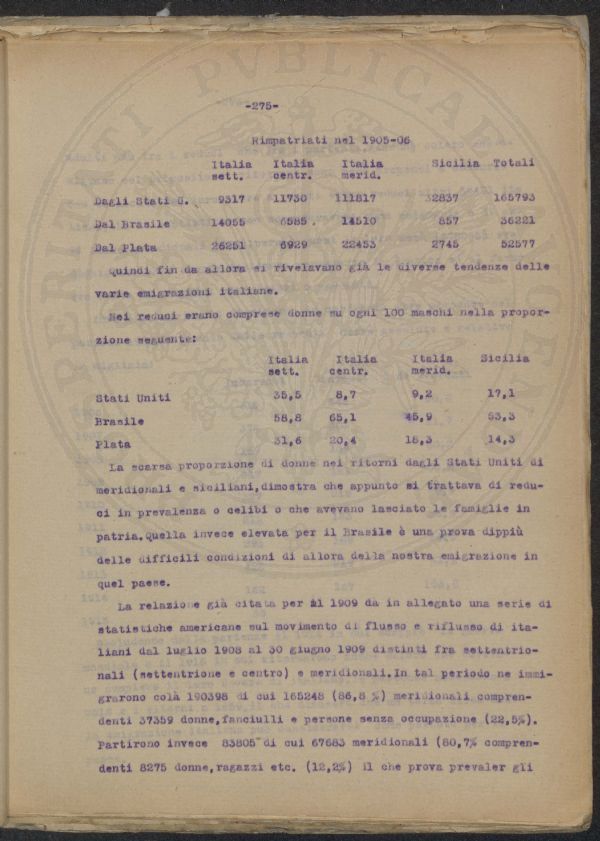 -275-
Rimpatriati nel 1905-06
Italia Italia Italia Sicilia Totali
sett. centr. merid.
Dagli Stati U. 9317 11730 111817 32837 165793
Dal Brasile 14055 6585 14510 857 36221
Dal Plata 26251 6929 22453 2745 52577
Quindi fin da allora si rivelavano già le diverse tendenze delle
varie emigrazioni italiane.
Nei reduci erano comprese donne su ogni 100 maschi nella propor-
zione seguente:
Italia Italia Italia Sicilia
sett. centr. merid.
Stati Uniti 35,5 8,7 9,2 17,1
Brasile 58,8 65,1 45,9 53,3
Plata 31,6 20,4 18,3 14,3
La scarsa proporzione di donne nei ritorni dagli Stati Uniti di
meridionali e siciliani,dimostra che appunto si trattava di redu-
ci in prevalenza o celibi o che avevano lasciato le famiglie in
patria.Quella invece elevata per il Brasile è una prova dippiù
delle difficili condizioni di allora della nostra emigrazione in
quel paese.
La relazione già citata per il 1909 da in allegato una serie di
statistiche americane sul movimento di flusso e riflusso di ita-
liani dal luglio 1908 al 30 giugno 1909 distinti fra settentrio-
nali (settentrione e centro) e meridionali.In tal periodo ne immi-
grarono colà 190398 di cui 165248 (86,8 %) meridionali compren-
denti 37359 donne,fanciulli e persone senza occupazione (22,5%).
Partirono invece 83805 di cui 67683 meridionali (80,7% compren-
denti 8275 donne,ragazzi etc. (12,2%) il che prova prevaler gli